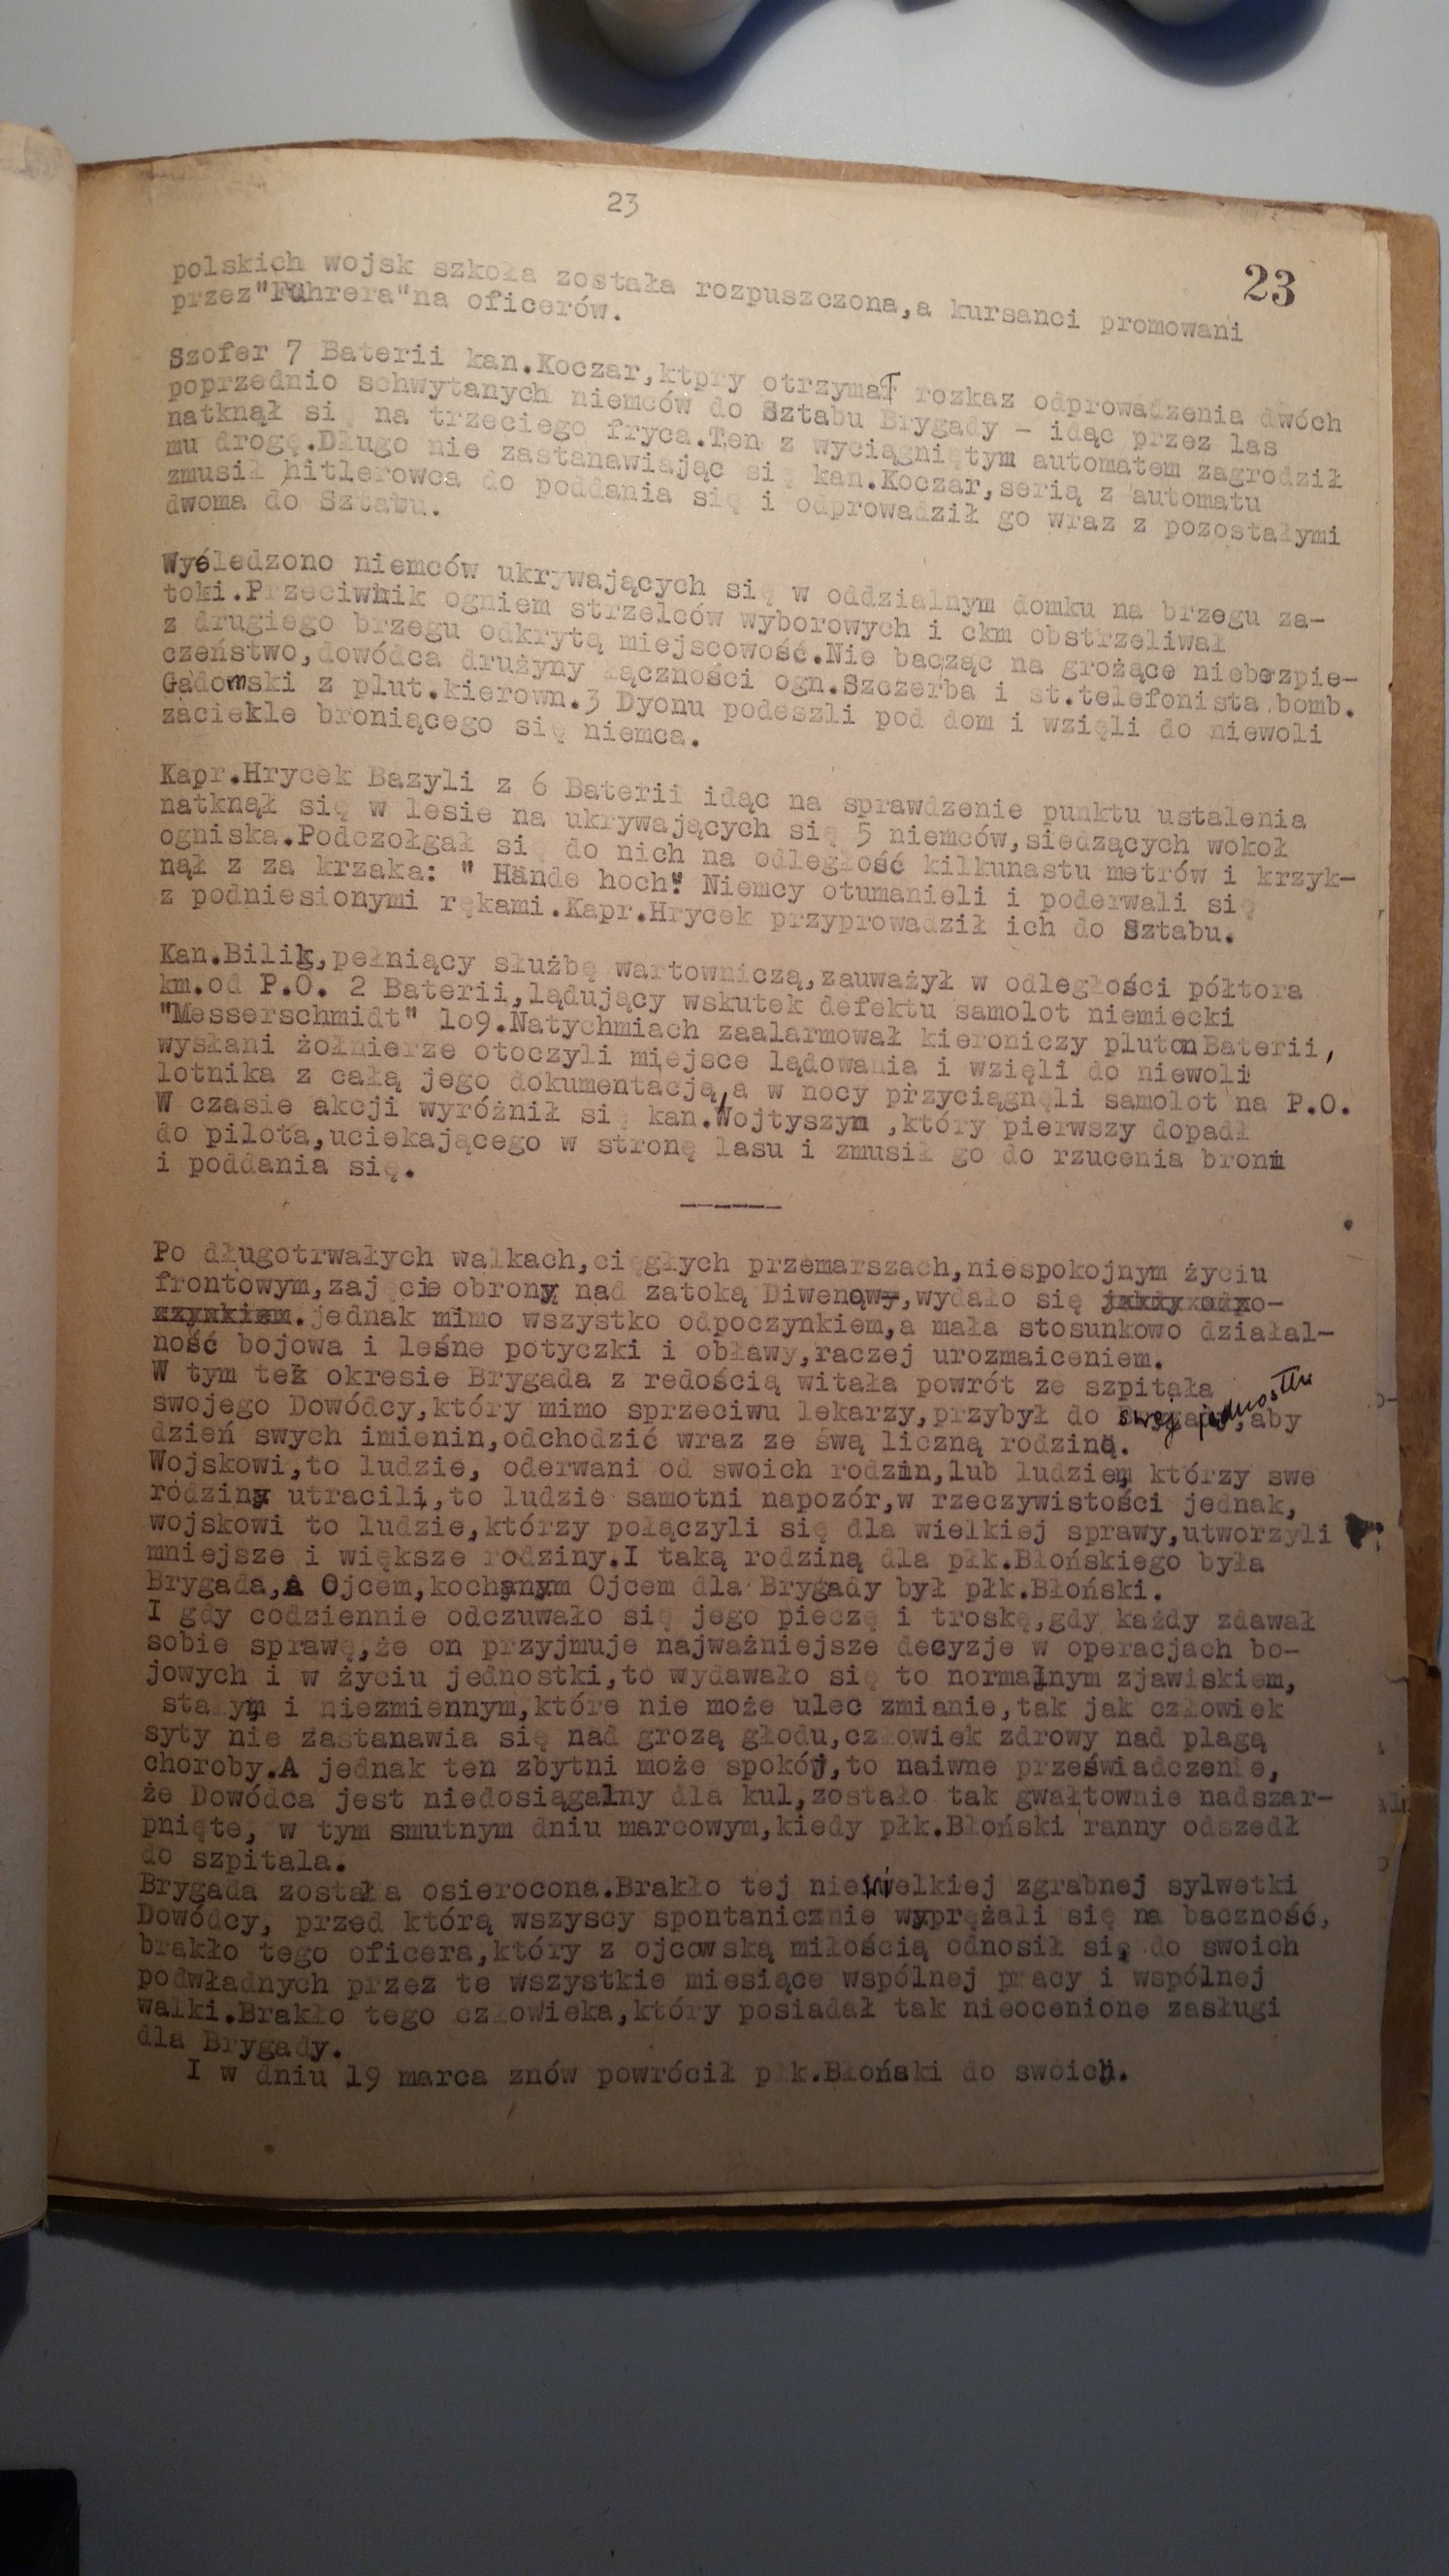 23
23
polskich wojsk szkoła została rozpuszczona,a kursanci promowani
przez"Führera"na oficerów.
Szofer 7 Baterii kan.Koczar,ktpry otrzymał rozkaz odprowadzenia dwóch
poprzednio schwytanych niemców do Sztabu Brygady - idąc przez las
natknął się na trzeciego fryca.Ten z wyciągniętym automatem zagrodził
mu drogę.Długo nie zastanawiając się kan.Koczar,serią z automatu
zmusił hitlerowca do poddania się i odprowadził go wraz z pozostałymi
dwoma do Sztabu.
Wyśledzono niemców ukrywających się w oddzialnym domku na brzegu za-
toki.Przeciwnik ogniem strzelców wyborowych i ckm obstrzeliwał
z drugiego brzegu odkrytą miejscowość.Nie bacząc na grożące niebezpie-
czeństwo,dowódca drużyny łączności ogn.Szczerba i st.telefonista bomb.
Gadomski z plut.kierown.3 Dyonu podeszli pod dom i wzięli do niewoli
zaciekle broniącego się niemca.
Kapr.Hrycek Bazyli z 6 Baterii idąc na sprawdzenie punktu ustalenia
natknął się w lesie na ukrywających się 5 niemców,siedzących wokoł
ogniska.Podczołgał się do nich na odległość kilkunastu metrów i krzyk-
nął z za krzaka: " Hände hoch" Niemcy otumanieli i poderwali się
z podniesionymi rękami.Kapr.Hrycek przyprowadził ich do Sztabu.
Kan.Bilik,pełniący służbę wartowniczą,zauważył w odległości półtora
km.od P.O. 2 Baterii,lądujący wskutek defektu samolot niemiecki
"Messerschmidt" 1o9.Natychmiach zaalarmował kieroniczy pluton Baterii,
wysłani żołnierze otoczyli miejsce lądowania i wzięli do niewoli
lotnika z całą jego dokumentacją,a w nocy przyciągnęli samolot na P.O.
W czasie akcji wyróżnił się kan.Wojtyszyn ,który pierwszy dopadł
do pilota,uciekającego w stronę lasu i zmusił go do rzucenia broni
i poddania się.
-------
Po długotrwałych walkach,ciągłych przemarszach,niespokojnym życiu
frontowym,zajęcie obrony nad zatoką Diwenow,wydało się jakby odpo-
czynkiem.jednak mimo wszystko odpoczynkiem,a mała stosunkowo działal-
ność bojowa i leśne potyczki i obławy,raczej urozmaiceniem.
W tym też okresie Brygada z redością witała powrót ze szpitala
swojego Dowódcy,który mimo sprzeciwu lekarzy,przybył do swej jednostki,aby
dzień swych imienin,odchodzić wraz ze swą liczną rodziną.
Wojskowi,to ludzie, oderwani od swoich rodzin,lub ludzie, którzy swe
rodziny utracili,to ludzie samotni napozór,w rzeczywistości jednak,
wojskowi to ludzie,którzy połączyli się dla wielkiej sprawy,utworzyli
mniejsze i większe rodziny.I taką rodziną dla płk.Błońskiego była
Brygada,a Ojcem,kochanym Ojcem dla Brygady był płk.Błoński.
I gdy codziennie odczuwało się jego pieczę i troskę,gdy każdy zdawał
sobie sprawę,że on przyjmuje najważniejsze decyzje w operacjach bo-
jowych i w życiu jednostki,to wydawało się to normalnym zjawiskiem,
stałym i niezmiennym,które nie może ulec zmianie,tak jak człowiek
syty nie zastanawia się nad grozą głodu,człowiek zdrowy nad plagą
choroby.A jednak ten zbytni może spokój,to naiwne przeświadczenie,
że Dowódca jest niedosiągalny dla kul,zostało tak gwałtownie nadszar-
pnięte, w tym smutnym dniu marcowym,kiedy płk.Błoński ranny odszedł
do szpitala.
Brygada została osierocona.Brakło tej niewielkiej zgrabnej sylwetki
Dowódcy, przed którą wszyscy spontanicznie wyprężali się na baczność,
brakło tego oficera,który z ojcowską miłością odnosił się do swoich
podwładnych przez te wszystkie miesiące wspólnej pracy i wspólnej
walki.Brakło tego człowieka,który posiadał tak nieocenione zasługi
dla Brygady.
I w dniu 19 marca znów powrócił płk.Błoński do swoich.